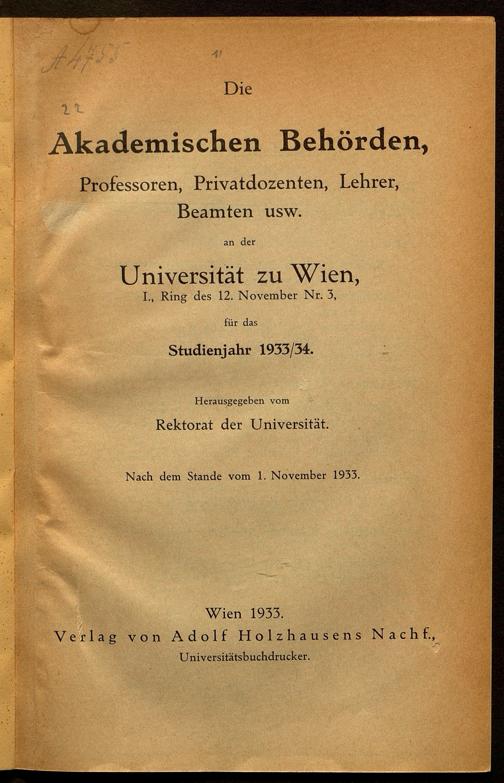 A 4755
22
Die
Akademischen Behörden,
Professoren, Privatdozenten, Lehrer,
Beamten usw.
an der
Universität zu Wien,
I., Ring des 12. November Nr. 3,
für das
Studienjahr 1933/34.
Herausgegeben vom
Rektorat der Universität.
Nach dem Stande vom 1. November 1933.
Wien 1933.
Verlag von Adolf Holzhausens Nachf.,
Universitätsbuchdrucker.